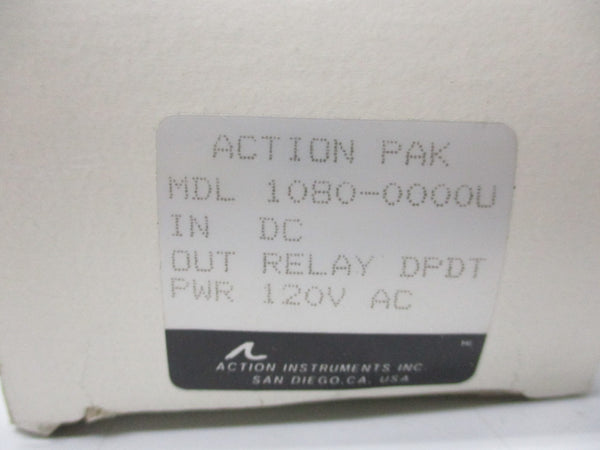 ACTION PAK
MDL 1080-0000U
IN DC
OUT RELAY DPDT
PWR 120V AC
ACTION INSTRUMENTS INC.
SAN DIEGO, CA. USA